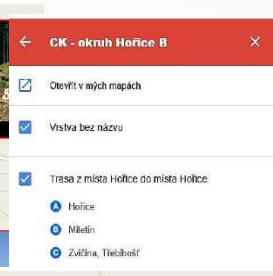 CK - okruh Hořice B
Otevřít v mých mapách
Vrstva bez názvu
Trasa z místa Hořice do místa Hořice
A Hořice
B Miletín
C Zvičina, Třebihošť